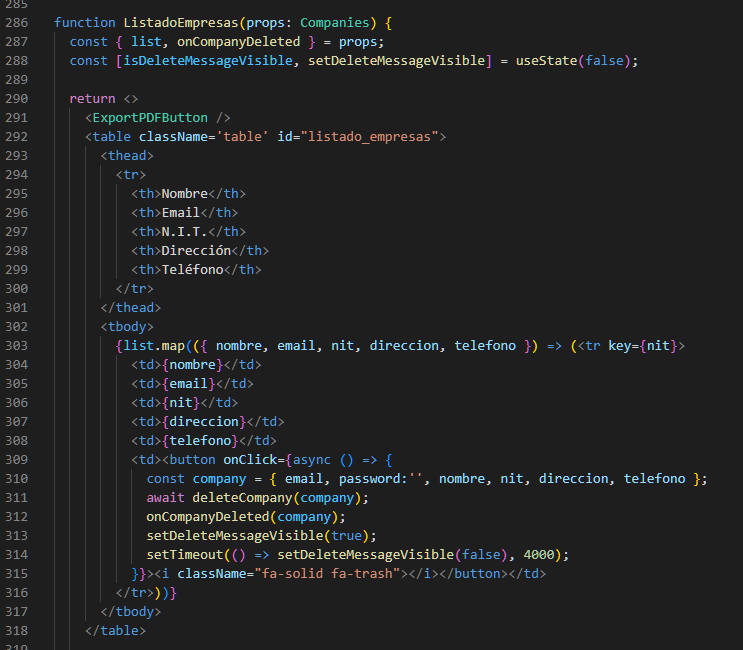 285
286 function ListadoEmpresas(props: Companies) {
287 const { list, onCompanyDeleted } = props;
288 const [isDeleteMessageVisible, setDeleteMessageVisible] = useState(false);
289
290 return <>
291 <ExportPDFButton />
292 <table className='table' id="listado_empresas">
293 <thead>
294 <tr>
295 <th>Nombre</th>
296 <th>Email</th>
297 <th>N.I.T.</th>
298 <th>Dirección</th>
299 <th>Teléfono</th>
300 </tr>
301 </thead>
302 <tbody>
303 {list.map(({ nombre, email, nit, direccion, telefono }) => (<tr key={nit}>
304 <td>{nombre}</td>
305 <td>{email}</td>
306 <td>{nit}</td>
307 <td>{direccion}</td>
308 <td>{telefono}</td>
309 <td><button onClick={async () => {
310 const company = { email, password:'', nombre, nit, direccion, telefono };
311 await deleteCompany(company);
312 onCompanyDeleted(company);
313 setDeleteMessageVisible(true);
314 setTimeout(() => setDeleteMessageVisible(false), 4000);
315 }}><i className="fa-solid fa-trash"></i></button></td>
316 </tr>))}
317 </tbody>
318 </table>
319